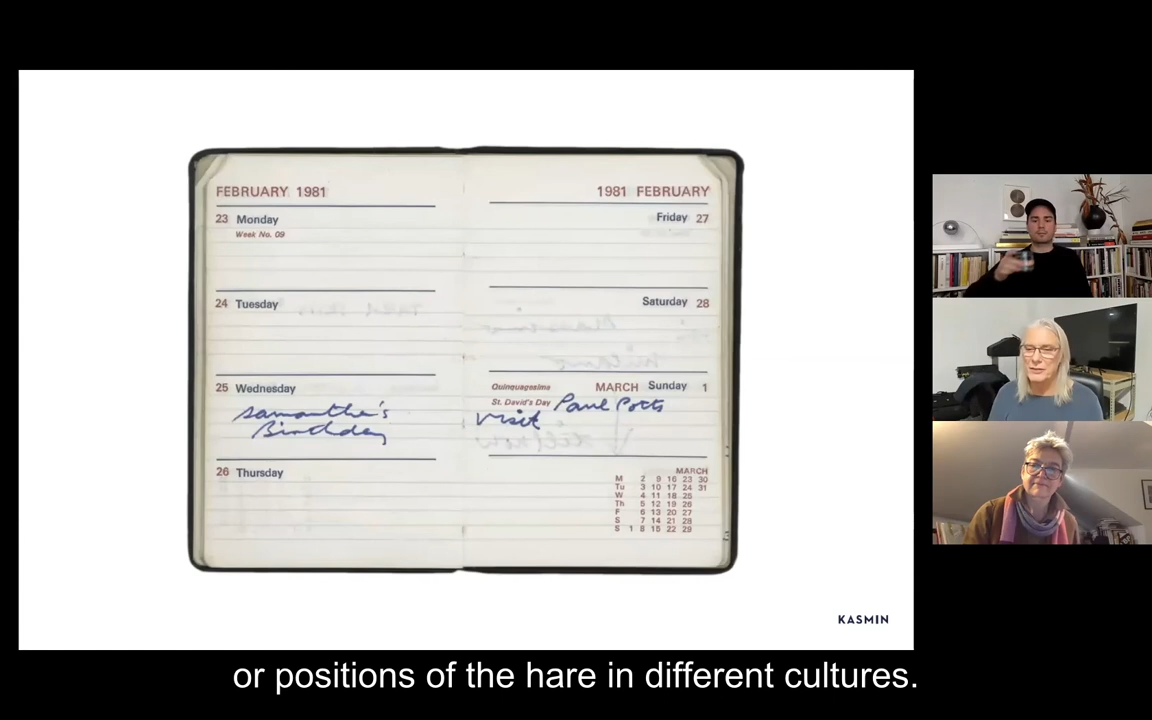 FEBRUARY 1981
23 Monday
Week No. 09
24 Tuesday
25 Wednesday
Samantha's
Birthday
26 Thursday
1981 FEBRUARY
Friday 27
Saturday 28
Quinquagesima MARCH Sunday 1
St. David's Day Paul Potts
Visit
MARCH
M 2 9 16 23 30
Tu 3 10 17 24 31
W 4 11 18 25
Th 5 12 19 26
F 6 13 20 27
S 7 14 21 28
S 1 8 15 22 29
KASMIN
or positions of the hare in different cultures.